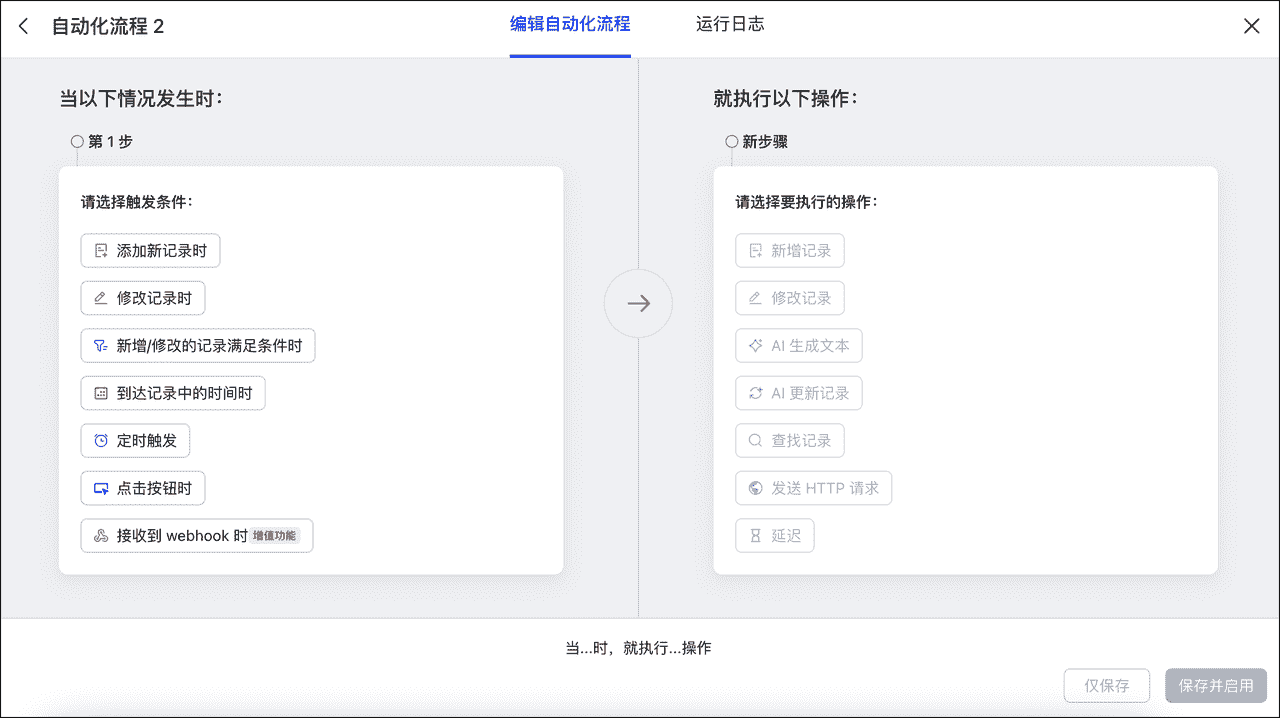 自动化流程 2
编辑自动化流程
运行日志
当以下情况发生时：
第 1 步
请选择触发条件：
添加新记录时
修改记录时
新增/修改的记录满足条件时
到达记录中的时间时
定时触发
点击按钮时
接收到 webhook 时 增值功能
就执行以下操作：
新步骤
请选择要执行的操作：
新增记录
修改记录
AI 生成文本
AI 更新记录
查找记录
发送 HTTP 请求
延迟
当...时，就执行...操作
仅保存
保存并启用